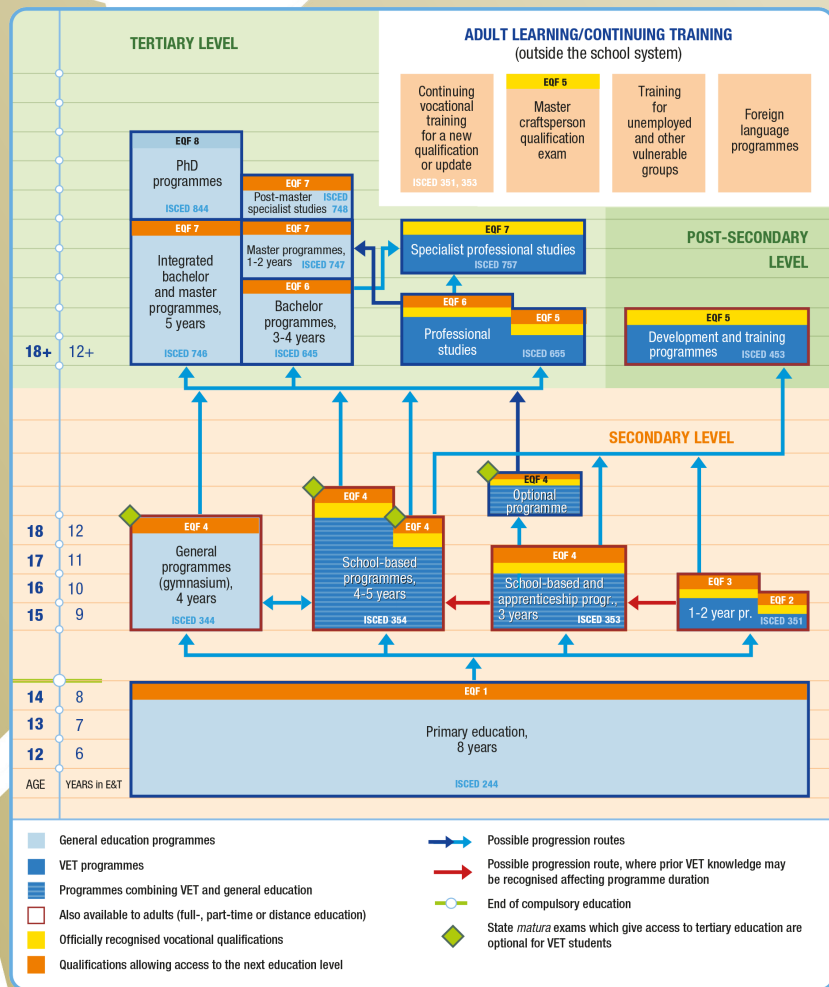 TERTIARY LEVEL
ADULT LEARNING/CONTINUING TRAINING
(outside the school system)
Continuing
vocational
training
for a new
qualification
or update
ISCED 351, 353
EQF 5
Master
craftsperson
qualification
exam
Training
for
unemployed
and other
vulnerable
groups
Foreign
language
programmes
EQF 8
PhD
programmes
ISCED 844
EQF 7
Post-master ISCED
specialist studies 748
EQF 7
Integrated
bachelor
and master
programmes,
5 years
ISCED 746
EQF 7
Master programmes,
1-2 years ISCED 747
EQF 6
Bachelor
programmes,
3-4 years
ISCED 645
EQF 7
Specialist professional studies
ISCED 757
EQF 6
Professional
studies
EQF 5
ISCED 655
POST-SECONDARY
LEVEL
EQF 5
Development and training
programmes ISCED 453
18+ 12+
SECONDARY LEVEL
EQF 4
General
programmes
(gymnasium),
4 years
ISCED 344
EQF 4
EQF 4
School-based
programmes,
4-5 years
ISCED 354
EQF 4
Optional
programme
EQF 4
School-based and
apprenticeship progr.,
3 years ISCED 353
EQF 3
1-2 year pr.
EQF 2
ISCED 351
18 12
17 11
16 10
15 9
EQF 1
Primary education,
8 years
ISCED 244
14 8
13 7
12 6
AGE YEARS in E&T
General education programmes
VET programmes
Programmes combining VET and general education
Also available to adults (full-, part-time or distance education)
Officially recognised vocational qualifications
Qualifications allowing access to the next education level
Possible progression routes
Possible progression route, where prior VET knowledge may
be recognised affecting programme duration
End of compulsory education
State matura exams which give access to tertiary education are
optional for VET students